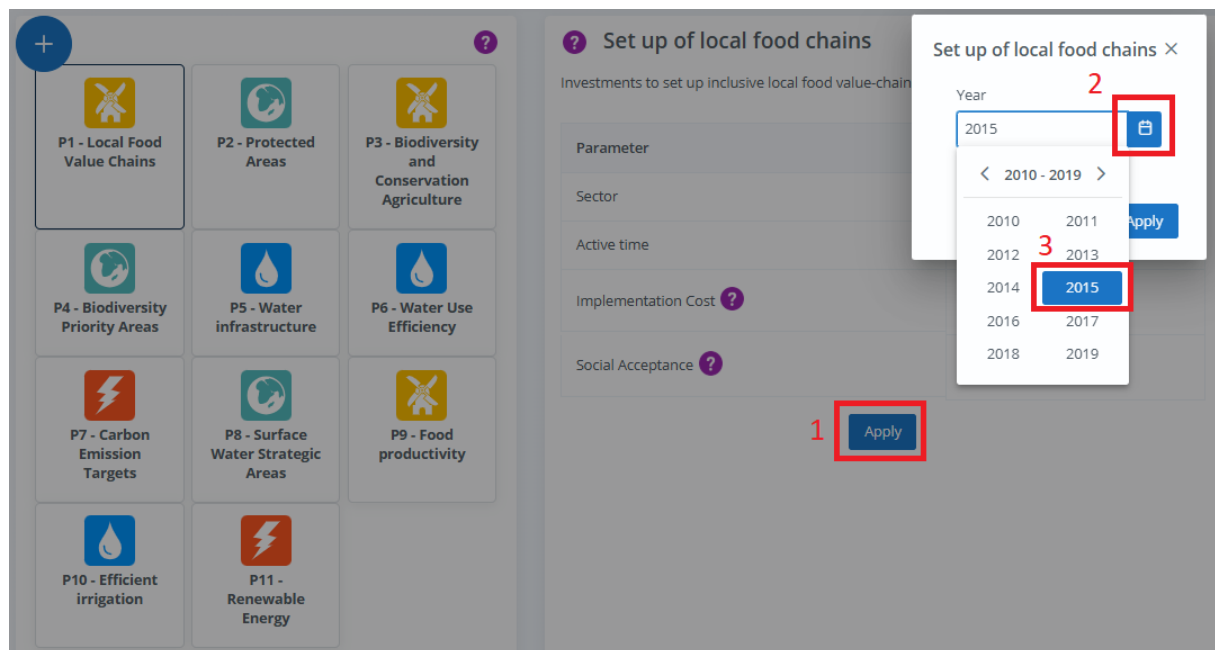 +
?
P1 - Local Food
Value Chains
P2 - Protected
Areas
P3 - Biodiversity
and
Conservation
Agriculture
P4 - Biodiversity
Priority Areas
P5 - Water
infrastructure
P6 - Water Use
Efficiency
P7 - Carbon
Emission
Targets
P8 - Surface
Water Strategic
Areas
P9 - Food
productivity
P10 - Efficient
irrigation
P11 -
Renewable
Energy
? Set up of local food chains
Investments to set up inclusive local food value-chain
Parameter
Sector
Active time
Implementation Cost ?
Social Acceptance ?
1 Apply
Set up of local food chains ×
2
Year
2015
< 2010 - 2019 >
2010 2011
2012 2013
3
2014 2015
2016 2017
2018 2019
Apply